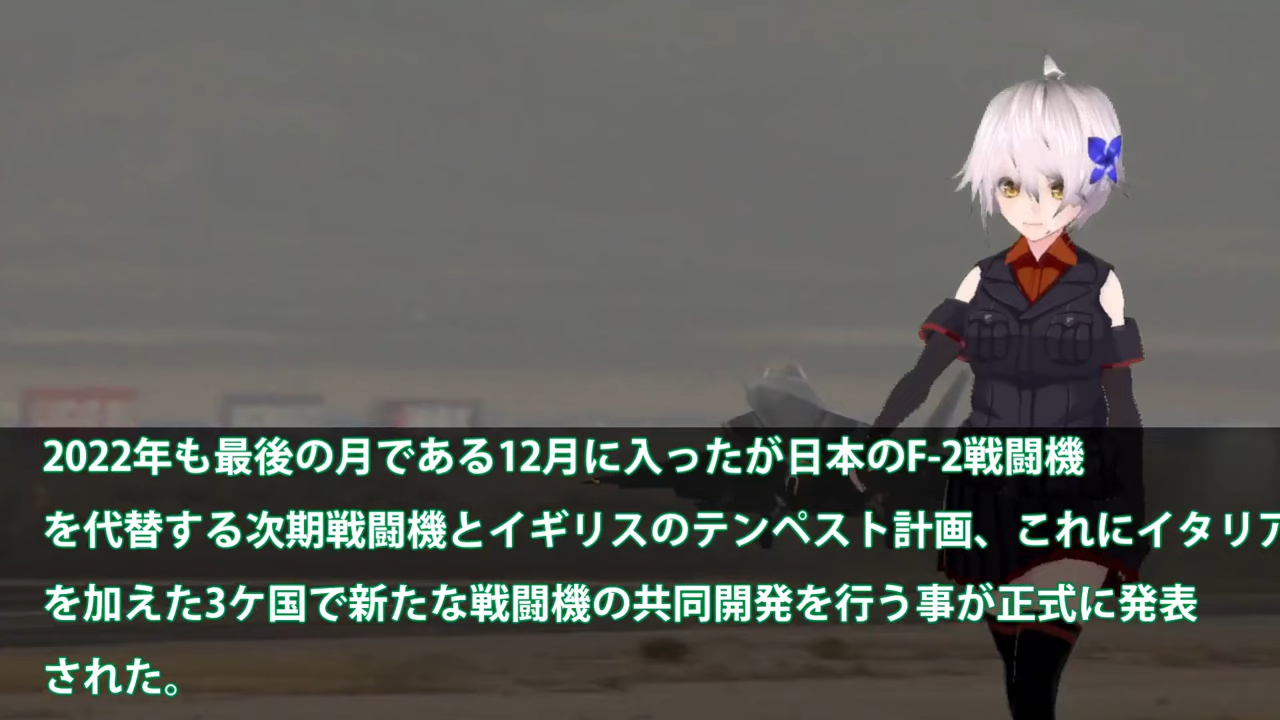 2022年も最後の月である12月に入ったが日本のF-2戦闘機
を代替する次期戦闘機とイギリスのテンペスト計画、これにイタリア
を加えた3ケ国で新たな戦闘機の共同開発を行う事が正式に発表
された。